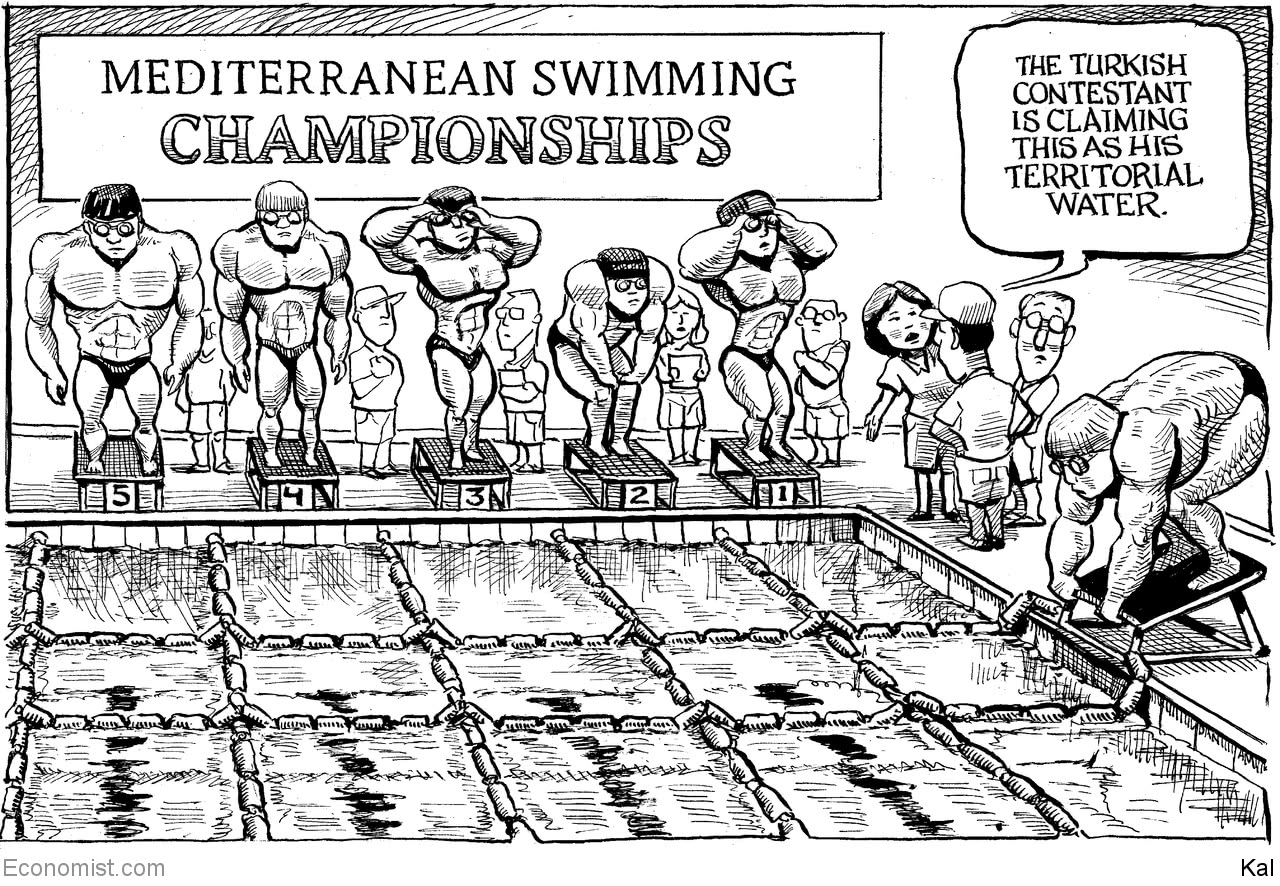 MEDITERRANEAN SWIMMING
CHAMPIONSHIPS
THE TURKISH
CONTESTANT
IS CLAIMING
THIS AS HIS
TERRITORIAL
WATER.
5
4
3
2
1
Economist.com
Kal